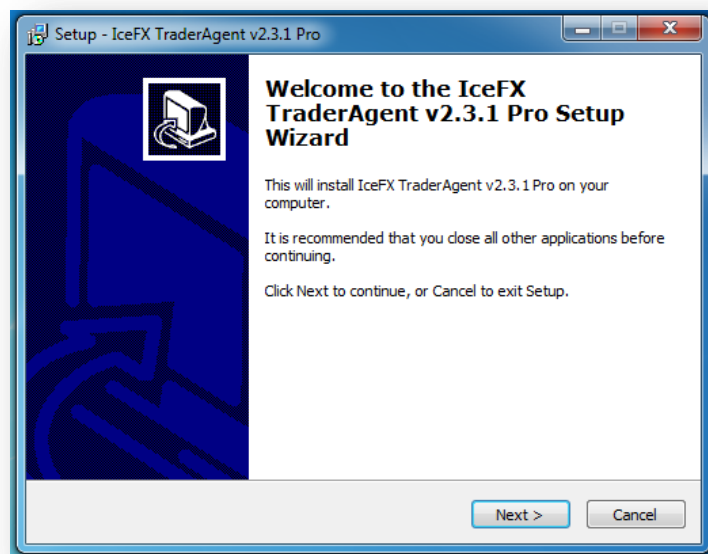 Setup - IceFX TraderAgent v2.3.1 Pro
Welcome to the IceFX
TraderAgent v2.3.1 Pro Setup
Wizard
This will install IceFX TraderAgent v2.3.1 Pro on your
computer.
It is recommended that you close all other applications before
continuing.
Click Next to continue, or Cancel to exit Setup.
Next >
Cancel